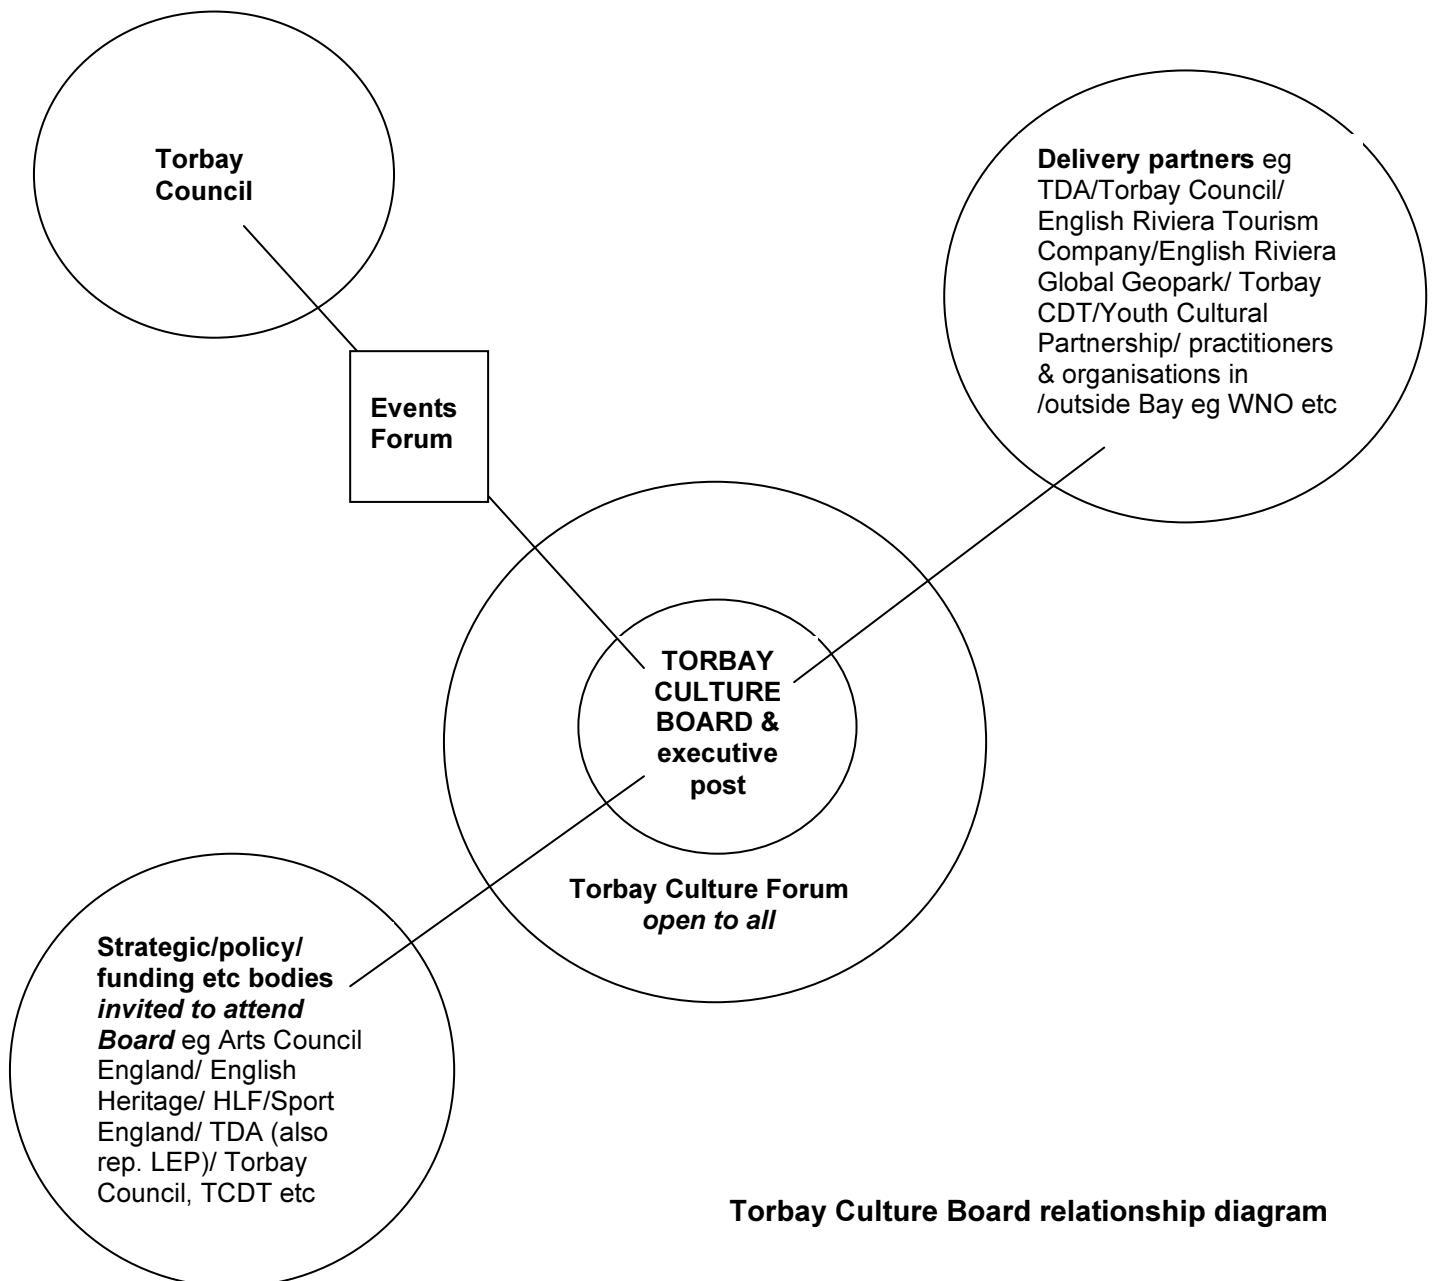 Torbay
Council
Delivery partners eg
TDA/Torbay Council/
English Riviera Tourism
Company/English Riviera
Global Geopark/ Torbay
CDT/Youth Cultural
Partnership/ practitioners
& organisations in
/outside Bay eg WNO etc
Events
Forum
TORBAY
CULTURE
BOARD &
executive
post
Torbay Culture Forum
open to all
Strategic/policy/
funding etc bodies
invited to attend
Board eg Arts Council
England/ English
Heritage/ HLF/Sport
England/ TDA (also
rep. LEP)/ Torbay
Council, TCDT etc
Torbay Culture Board relationship diagram